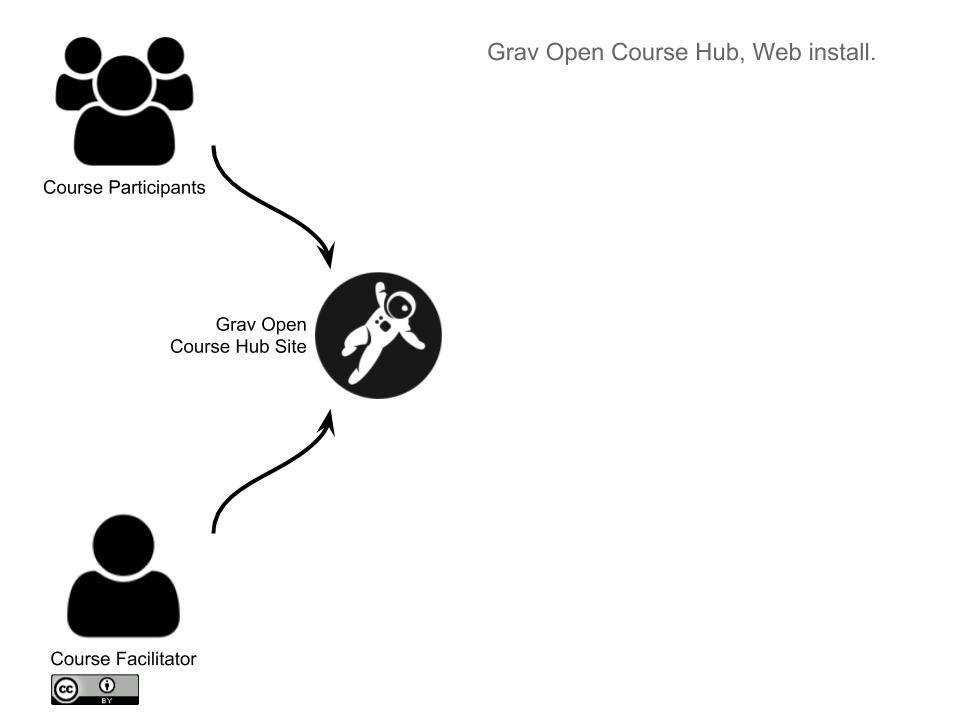 Grav Open Course Hub, Web install.
Course Participants
Grav Open
Course Hub Site
Course Facilitator
cc
BY